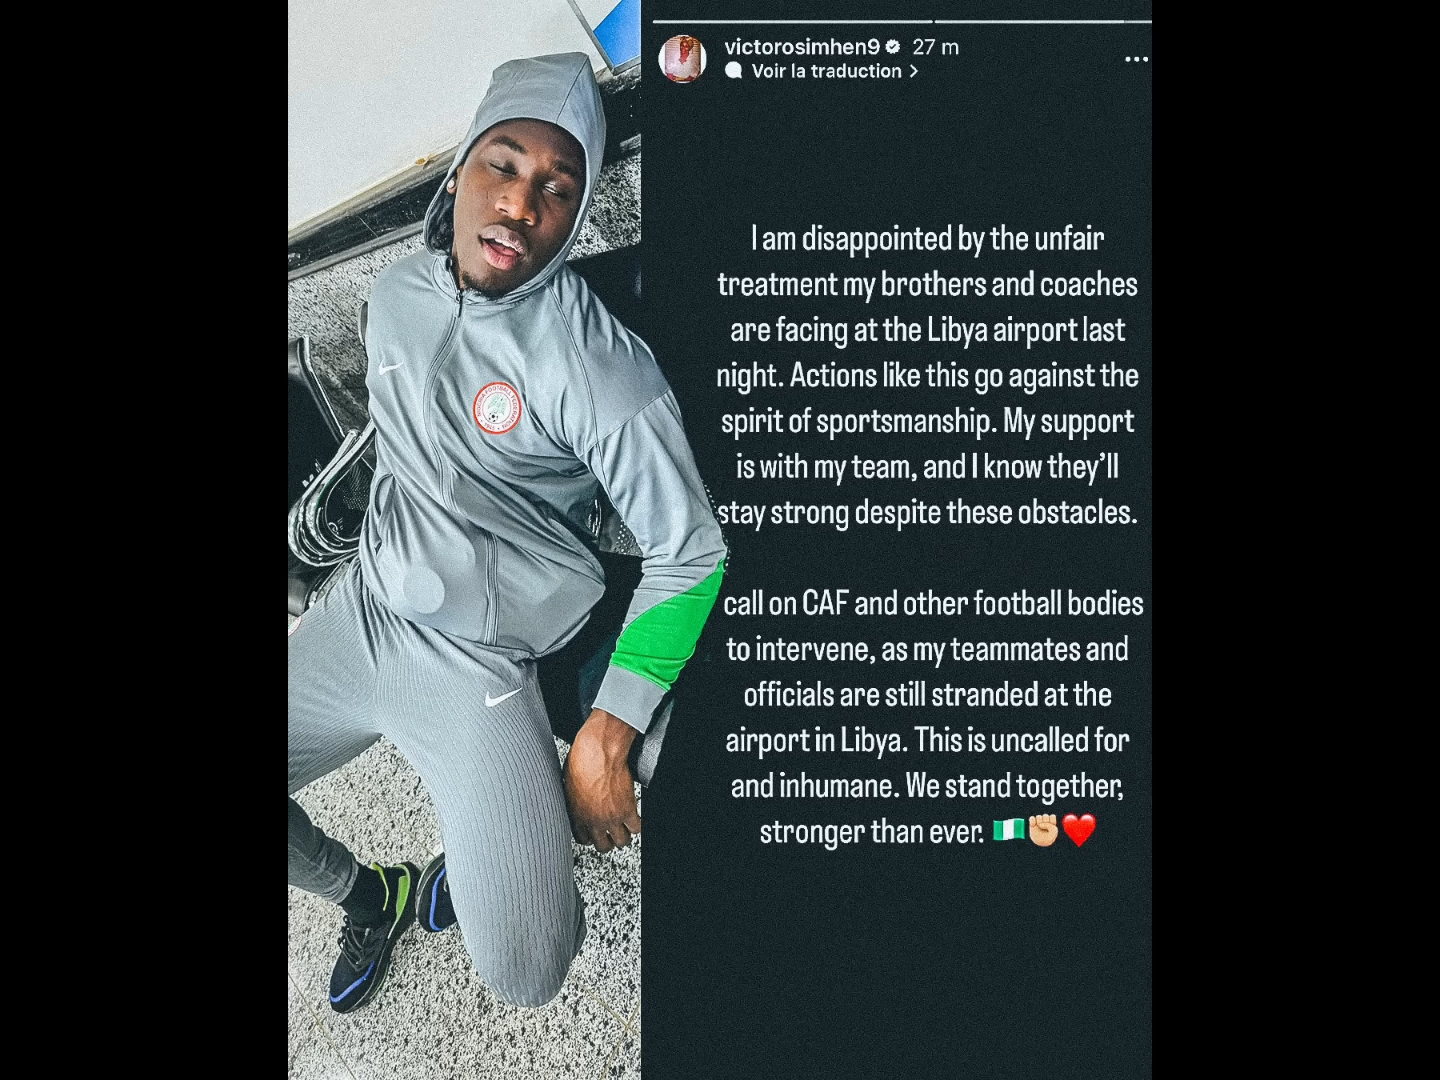 victorosimhen9 27 m
Voir la traduction >
I am disappointed by the unfair
treatment my brothers and coaches
are facing at the Libya airport last
night. Actions like this go against the
spirit of sportsmanship. My support
is with my team, and I know they'll
stay strong despite these obstacles.
call on CAF and other football bodies
to intervene, as my teammates and
officials are still stranded at the
airport in Libya. This is uncalled for
and inhumane. We stand together,
stronger than ever. 🇳🇬✊🏼❤️